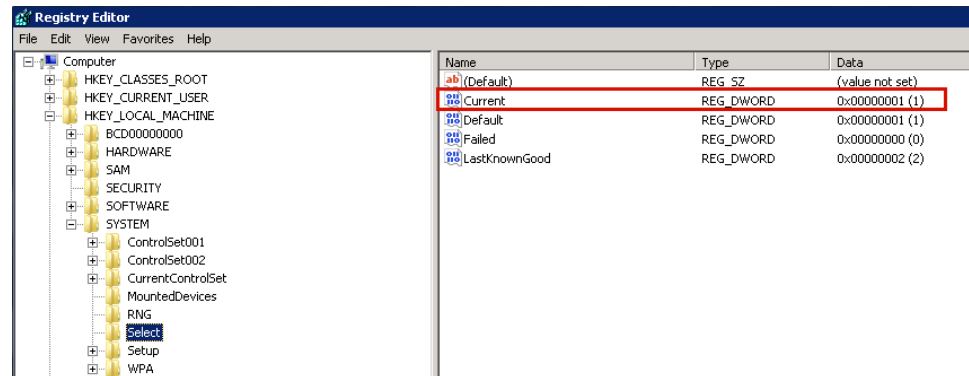 Registry Editor
File Edit View Favorites Help
Computer
HKEY_CLASSES_ROOT
HKEY_CURRENT_USER
HKEY_LOCAL_MACHINE
BCD00000000
HARDWARE
SAM
SECURITY
SOFTWARE
SYSTEM
ControlSet001
ControlSet002
CurrentControlSet
MountedDevices
RNG
Select
Setup
WPA
Name Type Data
(Default) REG_SZ (value not set)
Current REG_DWORD 0x00000001 (1)
Default REG_DWORD 0x00000001 (1)
Failed REG_DWORD 0x00000000 (0)
LastKnownGood REG_DWORD 0x00000002 (2)